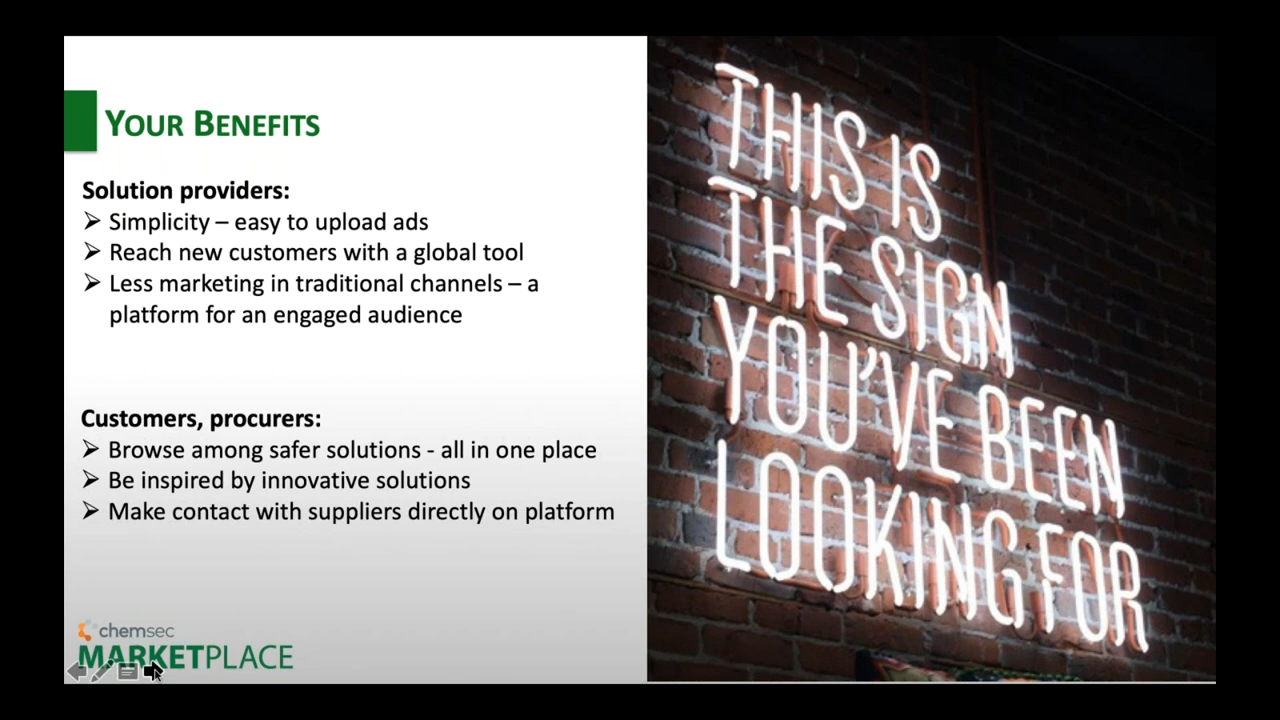 YOUR BENEFITS
Solution providers:
➢ Simplicity – easy to upload ads
➢ Reach new customers with a global tool
➢ Less marketing in traditional channels – a
platform for an engaged audience
Customers, procurers:
➢ Browse among safer solutions - all in one place
➢ Be inspired by innovative solutions
➢ Make contact with suppliers directly on platform
chemsec
MARKETPLACE
THIS IS
THE SIGN
YOU'VE BEEN
LOOKING FOR